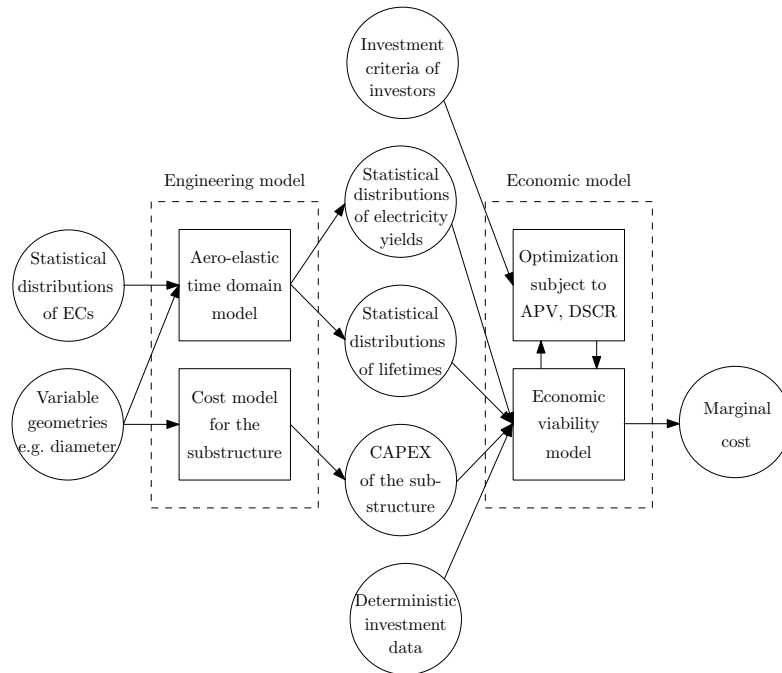 Investment
criteria of
investors
Engineering model
Statistical
distributions
of electricity
yields
Economic model
Statistical
distributions
of ECs
Aero-elastic
time domain
model
Optimization
subject to
APV, DSCR
Statistical
distributions
of lifetimes
Variable
geometries
e.g. diameter
Cost model
for the
substructure
Economic
viability
model
Marginal
cost
CAPEX
of the sub-
structure
Deterministic
investment
data